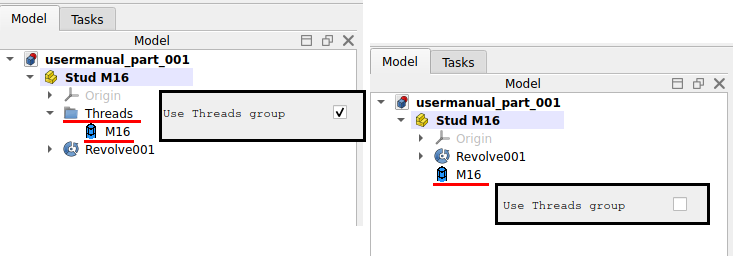 Model
Tasks
Model
usermanual_part_001
Stud M16
Origin
Threads
M16
Revolve001
Use Threads group
Model
Tasks
Model
usermanual_part_001
Stud M16
Origin
Revolve001
M16
Use Threads group